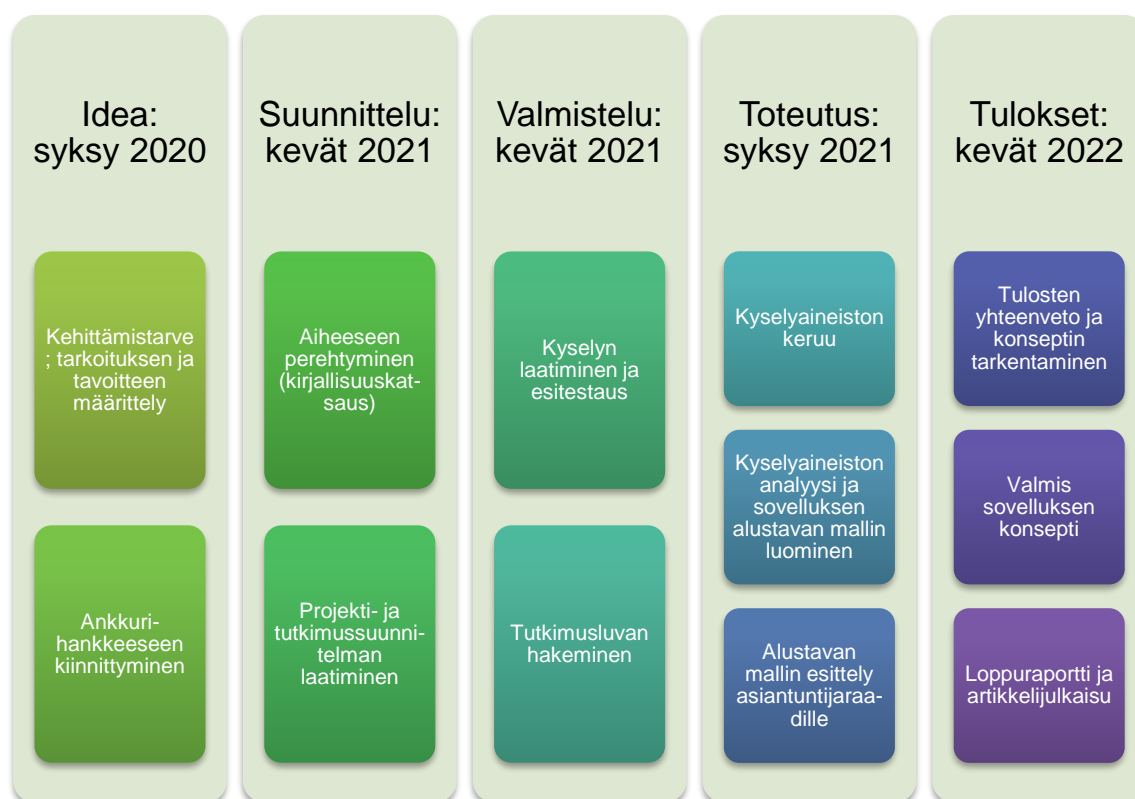 Idea:
syksy 2020
Kehittämistarve
; tarkoituksen ja
tavoitteen
määrittely
Ankkuri-
hankkeeseen
kiinnittyminen
Suunnittelu:
kevät 2021
Aiheeseen
perehtyminen
(kirjallisuuskat-
saus)
Projekti- ja
tutkimussuunni-
telman
laatiminen
Valmistelu:
kevät 2021
Kyselyn
laatiminen ja
esitestaus
Tutkimusluvan
hakeminen
Toteutus:
syksy 2021
Kyselyaineiston
keruu
Kyselyaineiston
analyysi ja
sovelluksen
alustavan mallin
luominen
Alustavan
mallin esittely
asiantuntijaraa-
dille
Tulokset:
kevät 2022
Tulosten
yhteenveto ja
konseptin
tarkentaminen
Valmis
sovelluksen
konsepti
Loppuraportti ja
artikkelijulkaisu